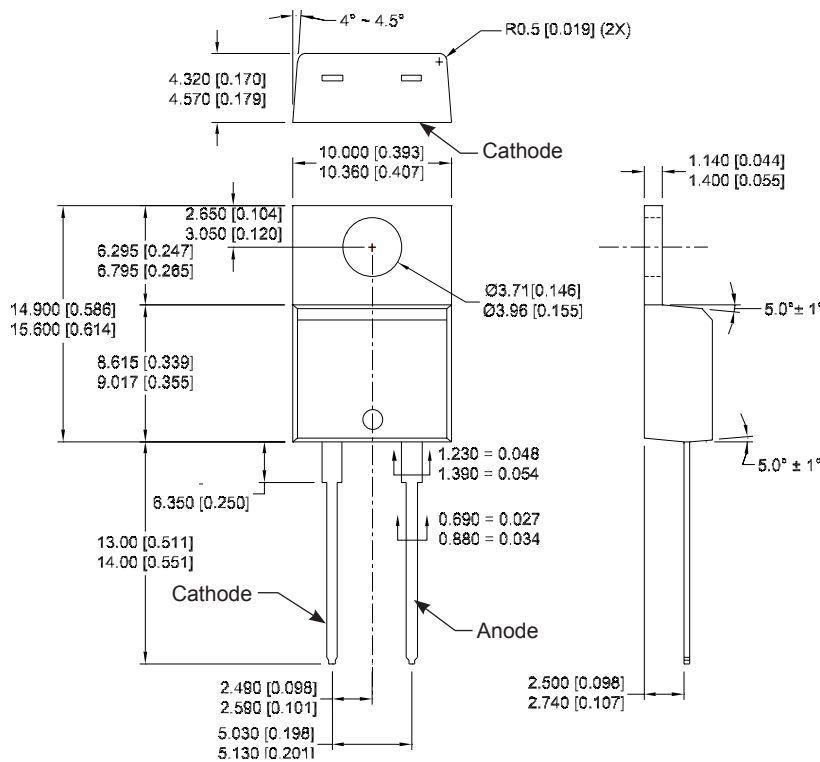 4° ~ 4.5°
R0.5 [0.019] (2X)
4.320 [0.170]
4.570 [0.179]
Cathode
10.000 [0.393]
10.360 [0.407]
1.140 [0.044]
1.400 [0.055]
2.650 [0.104]
3.050 [0.120]
6.295 [0.247]
6.795 [0.265]
Ø3.71[0.146]
Ø3.96 [0.155]
14.900 [0.586]
15.600 [0.614]
5.0°± 1°
8.615 [0.339]
9.017 [0.355]
1.230 = 0.048
1.390 = 0.054
5.0° ± 1°
6.350 [0.250]
0.690 = 0.027
0.880 = 0.034
13.00 [0.511]
14.00 [0.551]
Cathode
Anode
2.490 [0.098]
2.590 [0.101]
2.500 [0.098]
2.740 [0.107]
5.030 [0.198]
5.130 [0.201]